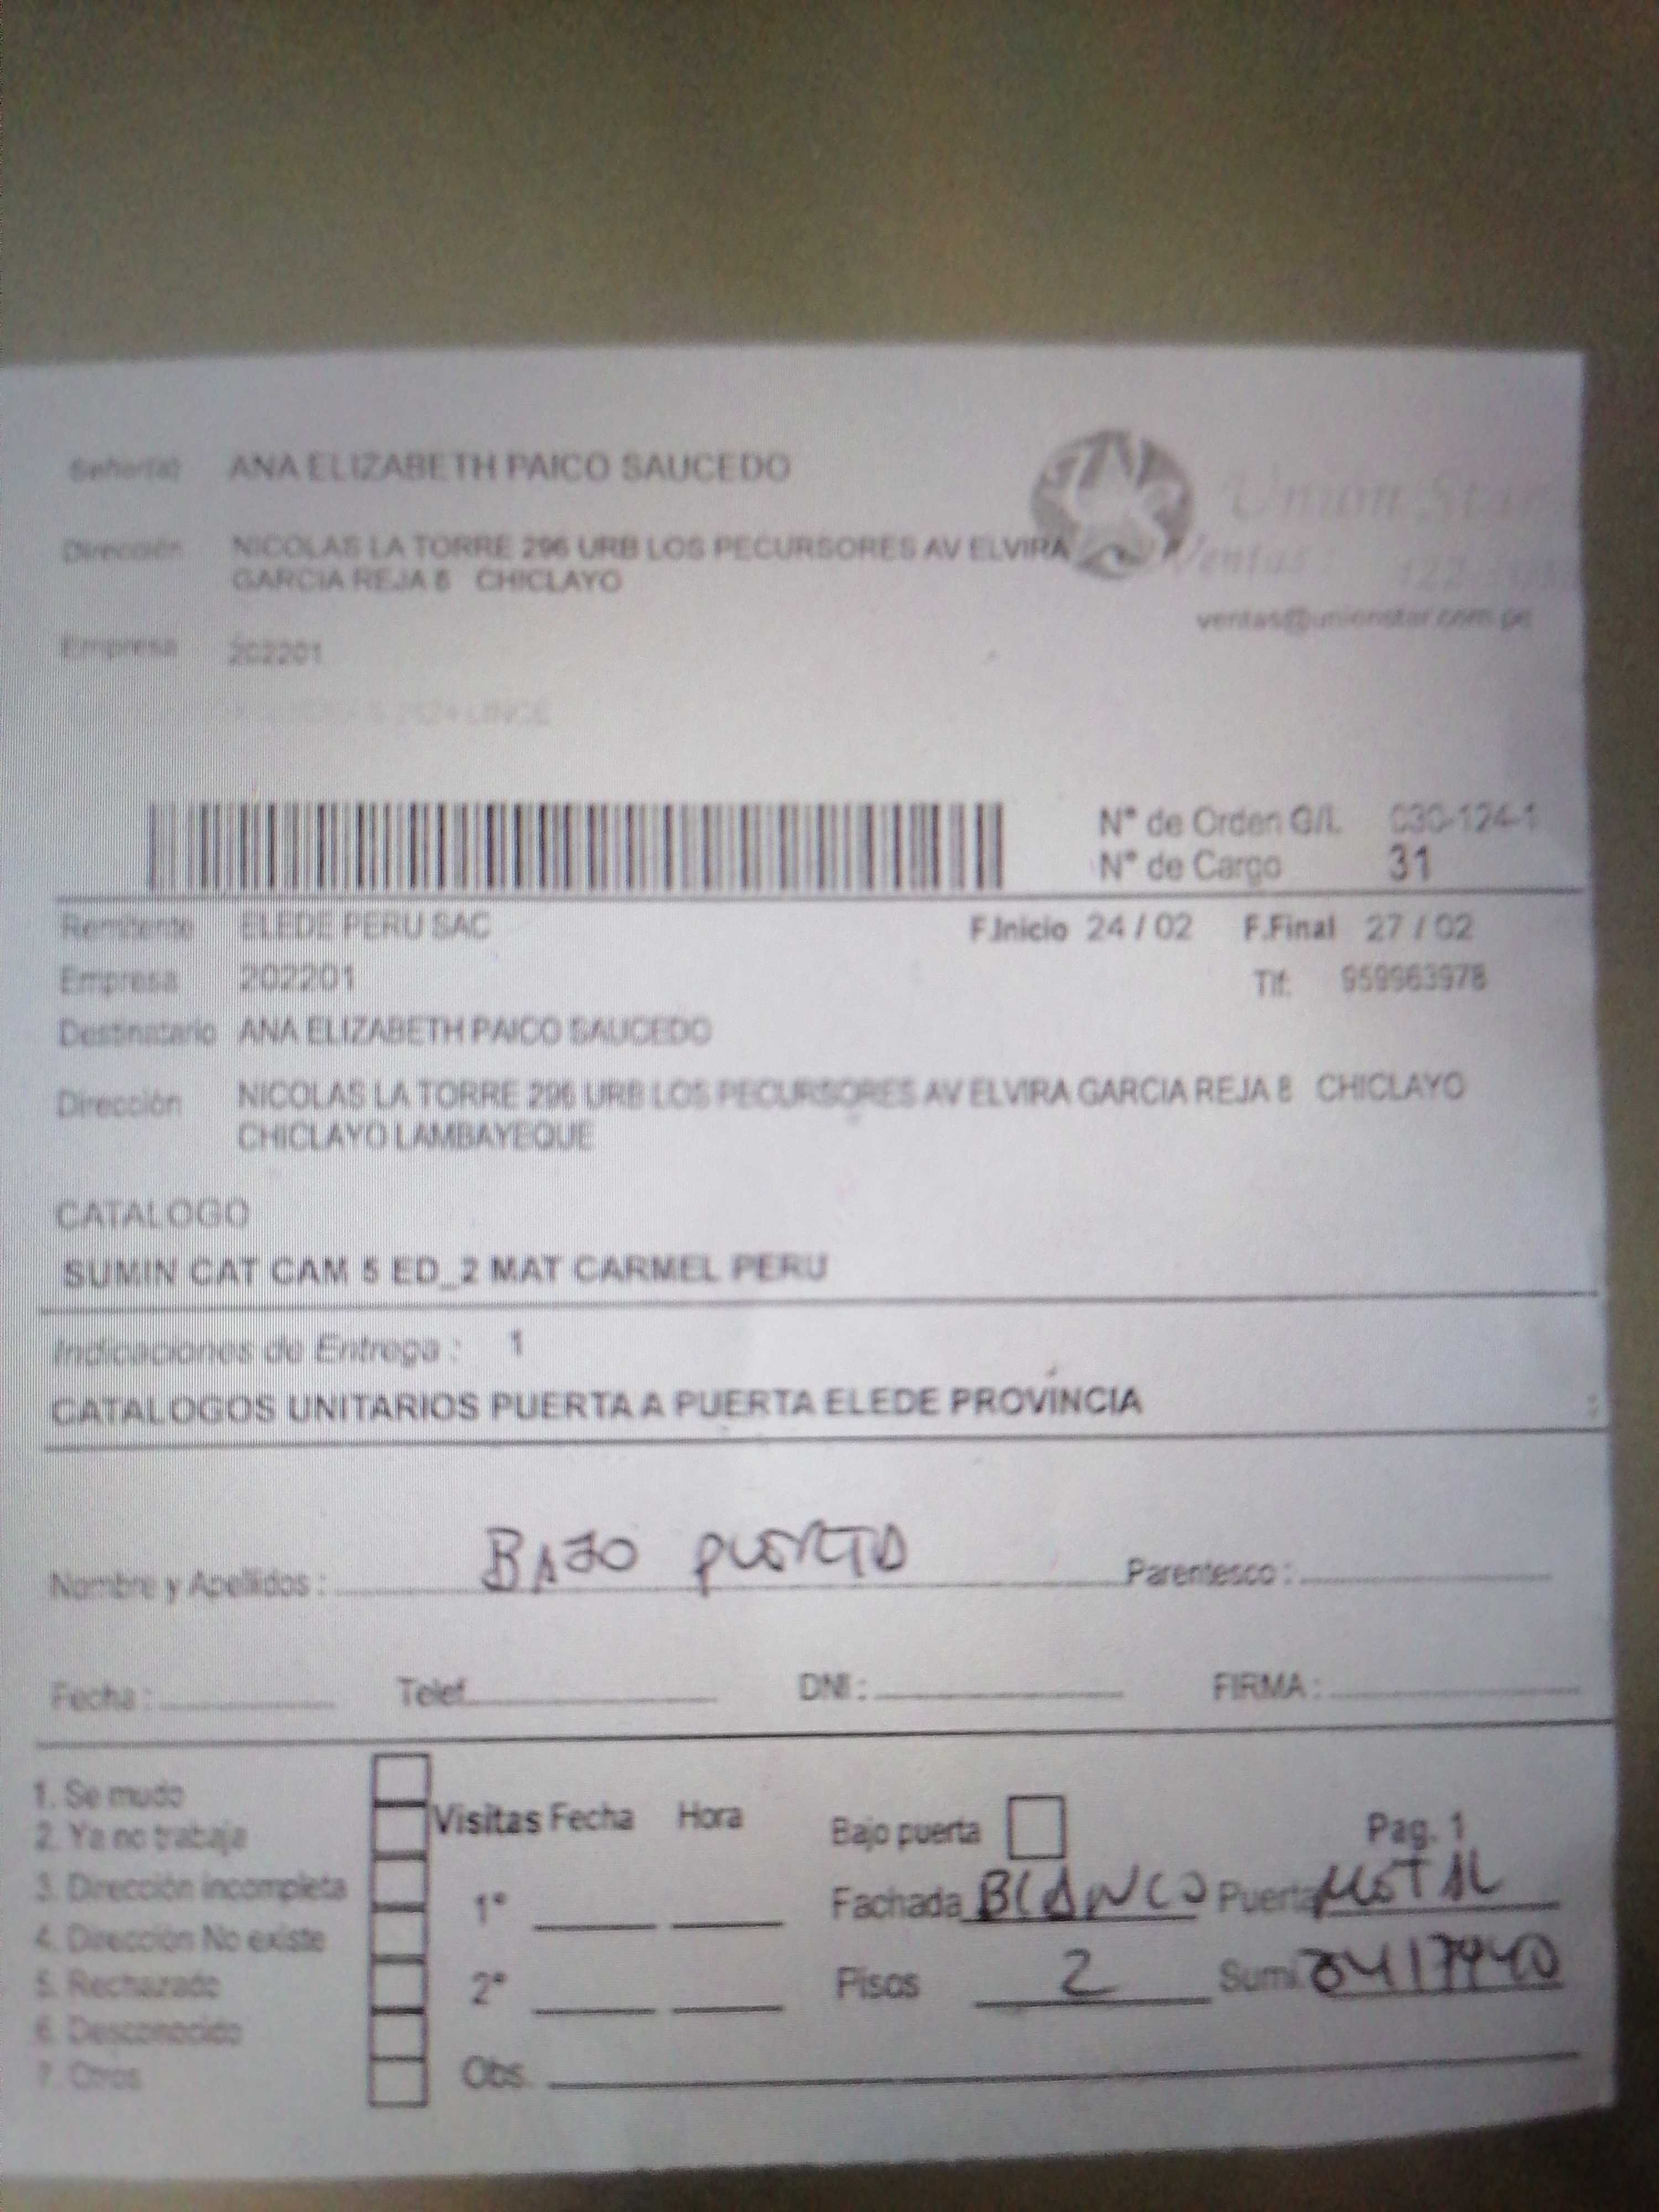 Señor(a) ANA ELIZABETH PAICO SAUCEDO
Dirección NICOLAS LA TORRE 296 URB LOS PECURSORES AV ELVIRA
GARCIA REJA 8 CHICLAYO
Union Star
Ventas
ventas@unionstar.com.pe
Empresa 202201
LINCE
N° de Orden G/L 030-124-1
N° de Cargo 31
Remitente ELEDE PERU SAC F.Inicio 24 / 02 F.Final 27 / 02
Empresa 202201 Tlf: 959963978
Destinatario ANA ELIZABETH PAICO SAUCEDO
Dirección NICOLAS LA TORRE 296 URB LOS PECURSORES AV ELVIRA GARCIA REJA 8 CHICLAYO
CHICLAYO LAMBAYEQUE
CATALOGO
SUMIN CAT CAM 5 ED_2 MAT CARMEL PERU
Indicaciones de Entrega : 1
CATALOGOS UNITARIOS PUERTA A PUERTA ELEDE PROVINCIA :
Nombre y Apellidos : BAJO PUERTA Parentesco :
Fecha : Telef. DNI : FIRMA :
1. Se mudo
2. Ya no trabaja
3. Dirección incompleta
4. Dirección No existe
5. Rechazado
6. Desconocido
7. Otros
Visitas Fecha Hora
1°
2°
Obs.
Bajo puerta Pag. 1
Fachada BLANCO Puerta METAL
Pisos 2 Sumi